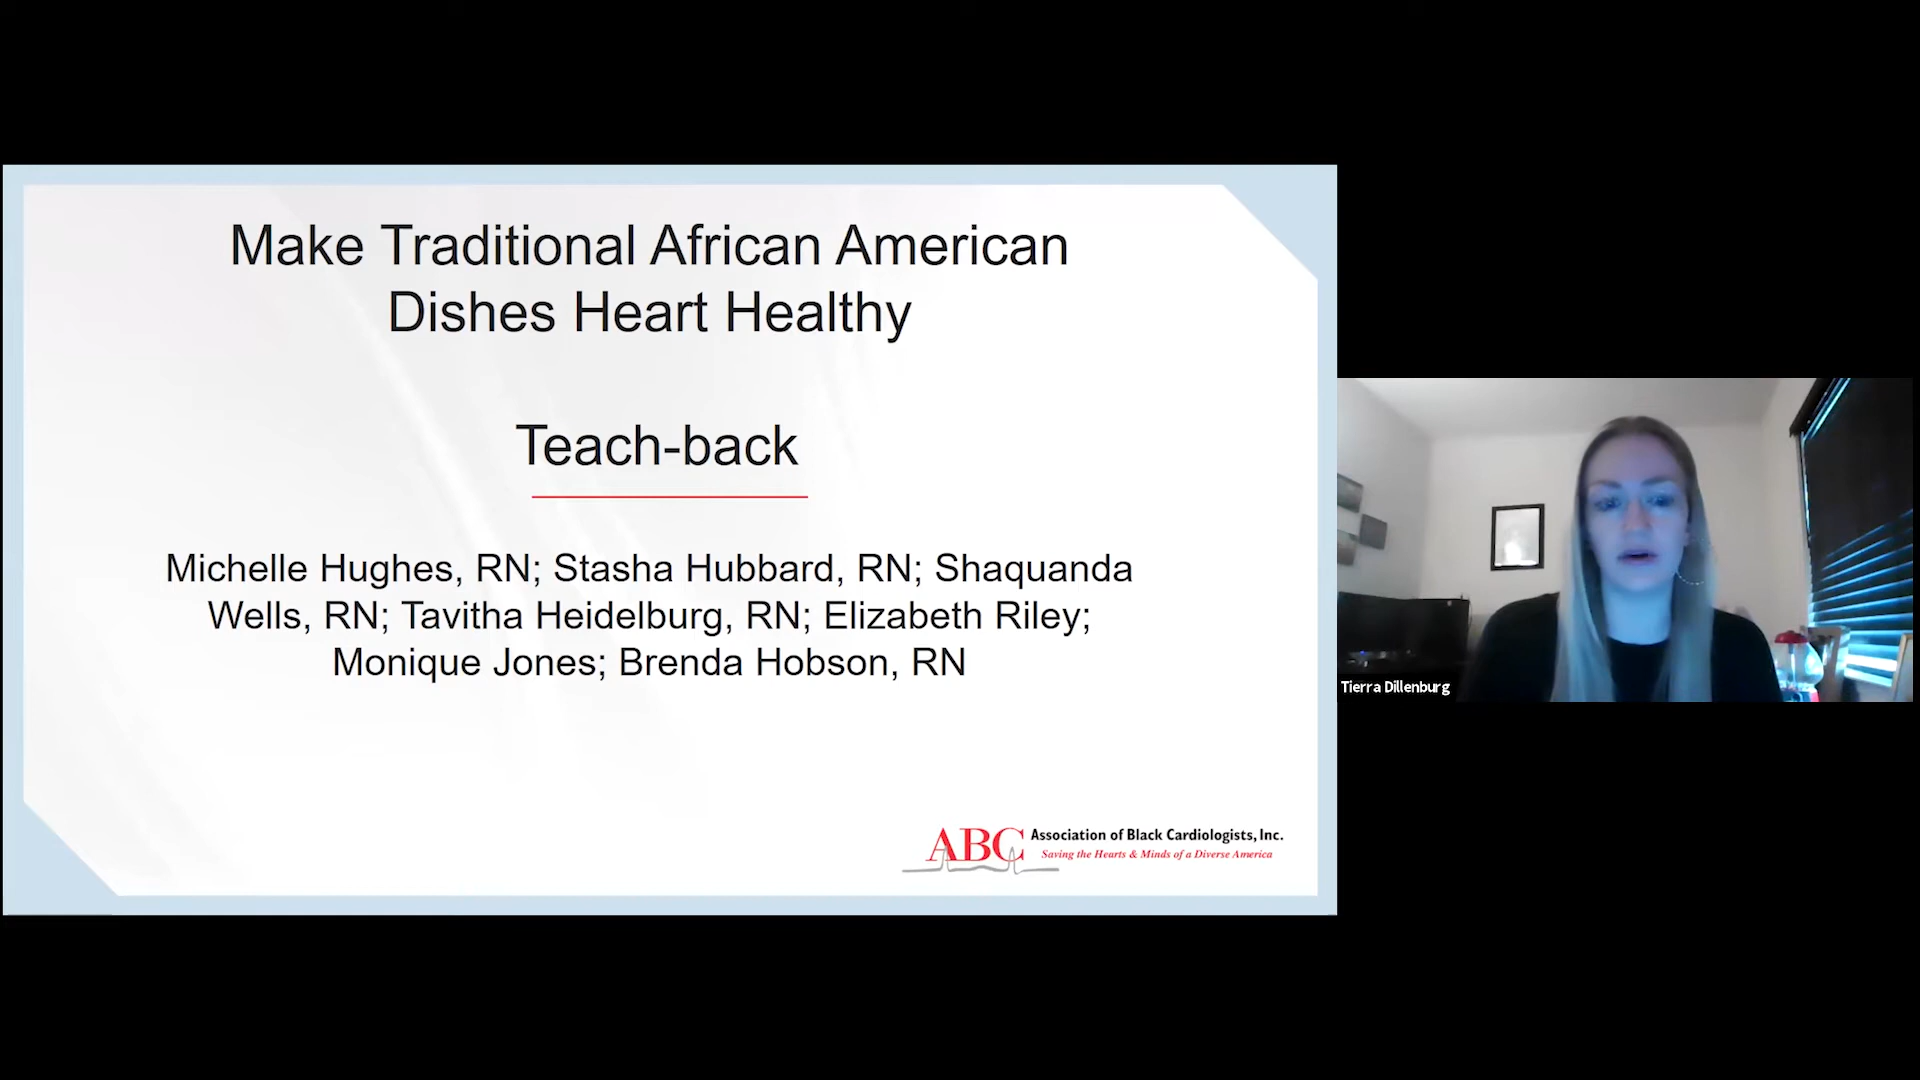 Make Traditional African American
Dishes Heart Healthy
Teach-back
Michelle Hughes, RN; Stasha Hubbard, RN; Shaquanda
Wells, RN; Tavitha Heidelburg, RN; Elizabeth Riley;
Monique Jones; Brenda Hobson, RN
ABC Association of Black Cardiologists, Inc.
Saving the Hearts & Minds of a Diverse America
Tierra Dillenburg